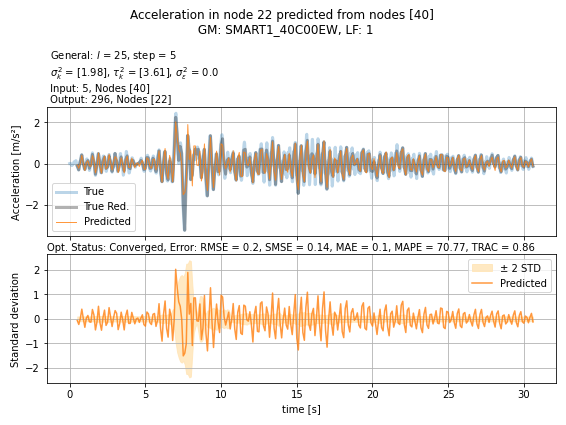 Acceleration in node 22 predicted from nodes [40]
GM: SMART1_40C00EW, LF: 1
General: l = 25, step = 5
σ²ₖ = [1.98], τ²ₖ = [3.61], σ²ε = 0.0
Input: 5, Nodes [40]
Output: 296, Nodes [22]
Acceleration [m/s²]
2
0
−2
True
True Red.
Predicted
Opt. Status: Converged, Error: RMSE = 0.2, SMSE = 0.14, MAE = 0.1, MAPE = 70.77, TRAC = 0.86
Standard deviation
2
1
0
−1
−2
± 2 STD
Predicted
0 5 10 15 20 25 30
time [s]